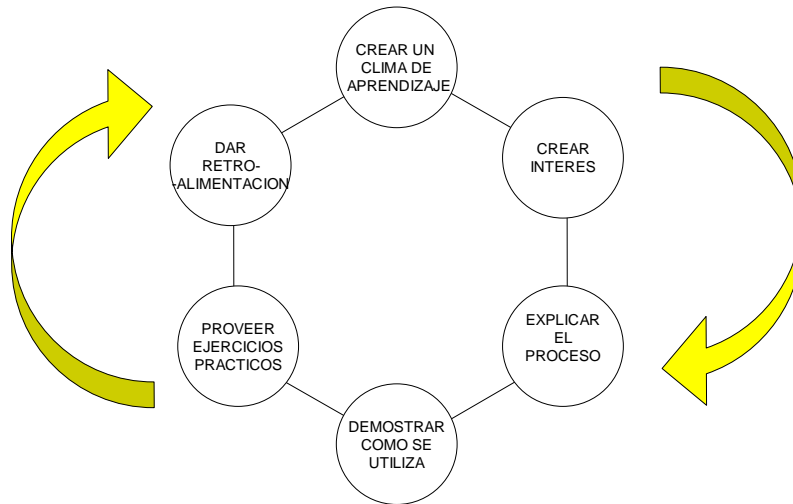 CREAR UN
CLIMA DE
APRENDIZAJE
CREAR
INTERES
EXPLICAR
EL
PROCESO
DEMOSTRAR
COMO SE
UTILIZA
PROVEER
EJERCICIOS
PRACTICOS
DAR
RETRO-
-ALIMENTACION